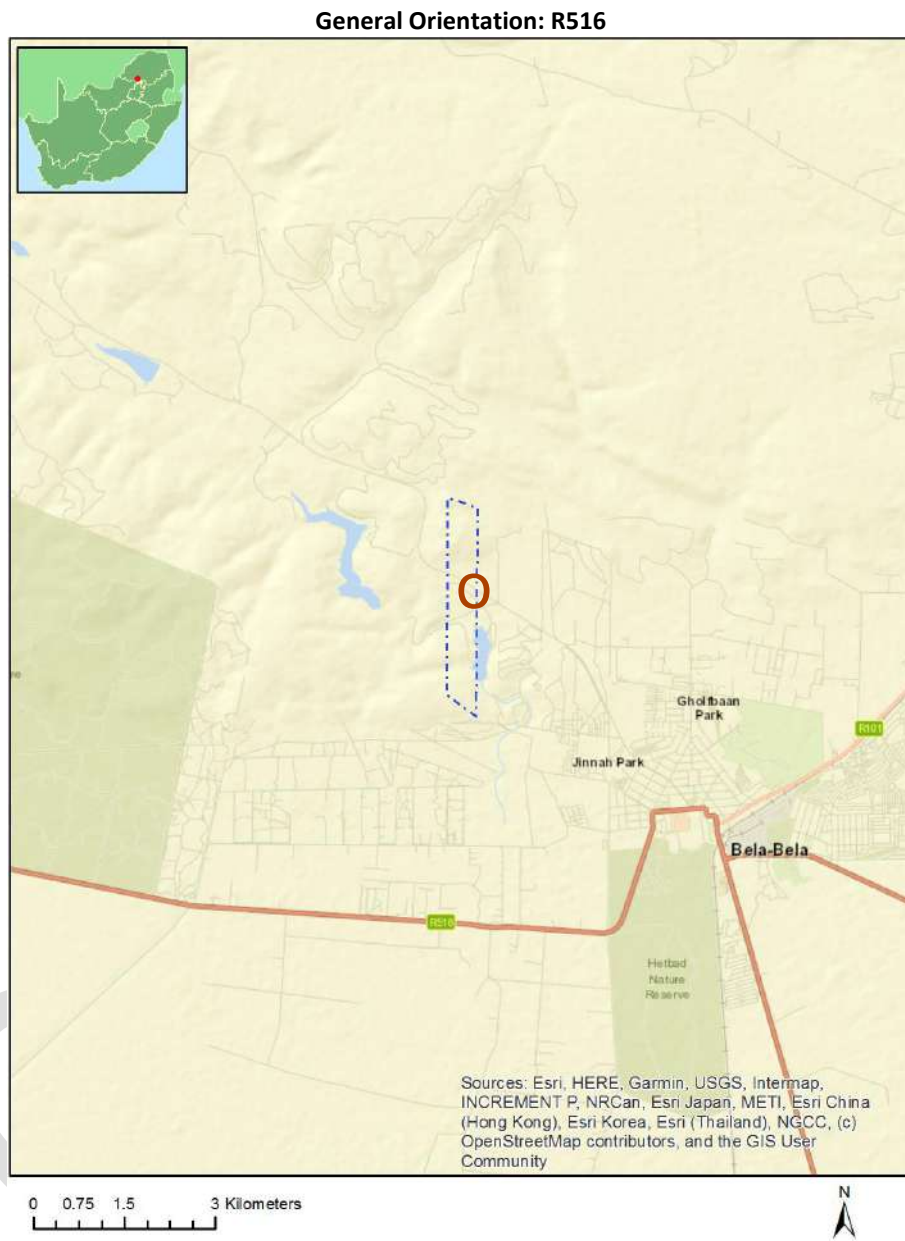 General Orientation: R516
Gholfbaan
Park
R101
Jinnah Park
Bela-Bela
R516
Hetbad
Nature
Reserve
Sources: Esri, HERE, Garmin, USGS, Intermap,
INCREMENT P, NRCan, Esri Japan, METI, Esri China
(Hong Kong), Esri Korea, Esri (Thailand), NGCC, (c)
OpenStreetMap contributors, and the GIS User
Community
0 0.75 1.5 3 Kilometers
N